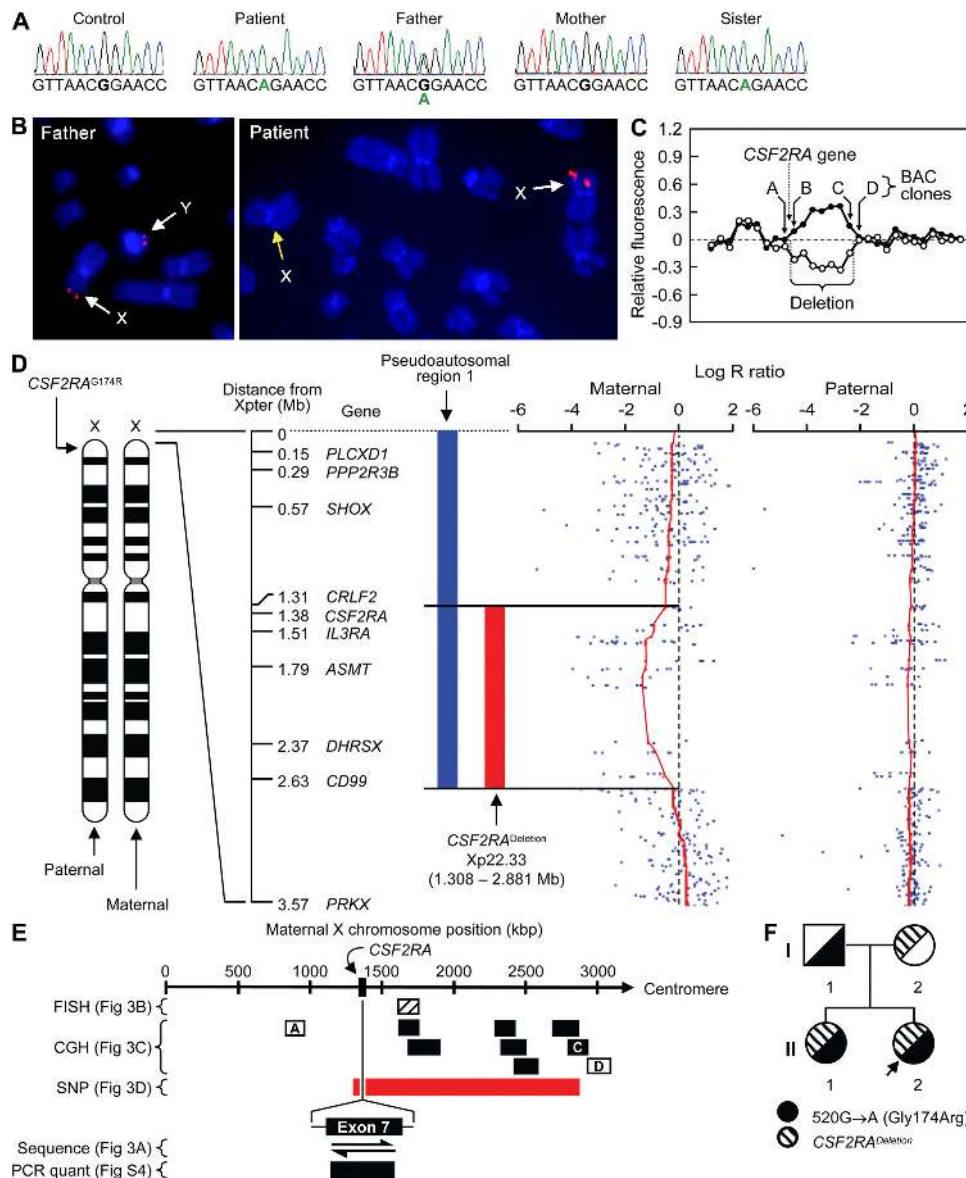 A
Control Patient Father Mother Sister
GTTAACGGAACC GTTAACAGAACC GTTAACGGAACC GTTAACGGAACC GTTAACAGAACC
A
B
Father
Y
X
Patient
X
X
C
1.2
0.9
0.6
0.3
0
-0.3
-0.6
-0.9
Relative fluorescence
CSF2RA gene
A B C D
BAC
clones
Deletion
D
CSF2RAG174R
X X
Paternal
Maternal
Distance from
Xpter (Mb)
Gene
0
0.15 PLCXD1
0.29 PPP2R3B
0.57 SHOX
1.31 CRLF2
1.38 CSF2RA
1.51 IL3RA
1.79 ASMT
2.37 DHRSX
2.63 CD99
3.57 PRKX
Pseudoautosomal
region 1
CSF2RADeletion
Xp22.33
(1.308 – 2.881 Mb)
Log R ratio
Maternal Paternal
-6 -4 -2 0 2 -6 -4 -2 0 2
E
Maternal X chromosome position (kbp)
CSF2RA
0 500 1000 1500 2000 2500 3000
Centromere
FISH (Fig 3B)
CGH (Fig 3C)
A
C
D
SNP (Fig 3D)
Exon 7
Sequence (Fig 3A)
PCR quant (Fig S4)
F
I
1 2
II
1 2
520G→A (Gly174Arg)
CSF2RADeletion